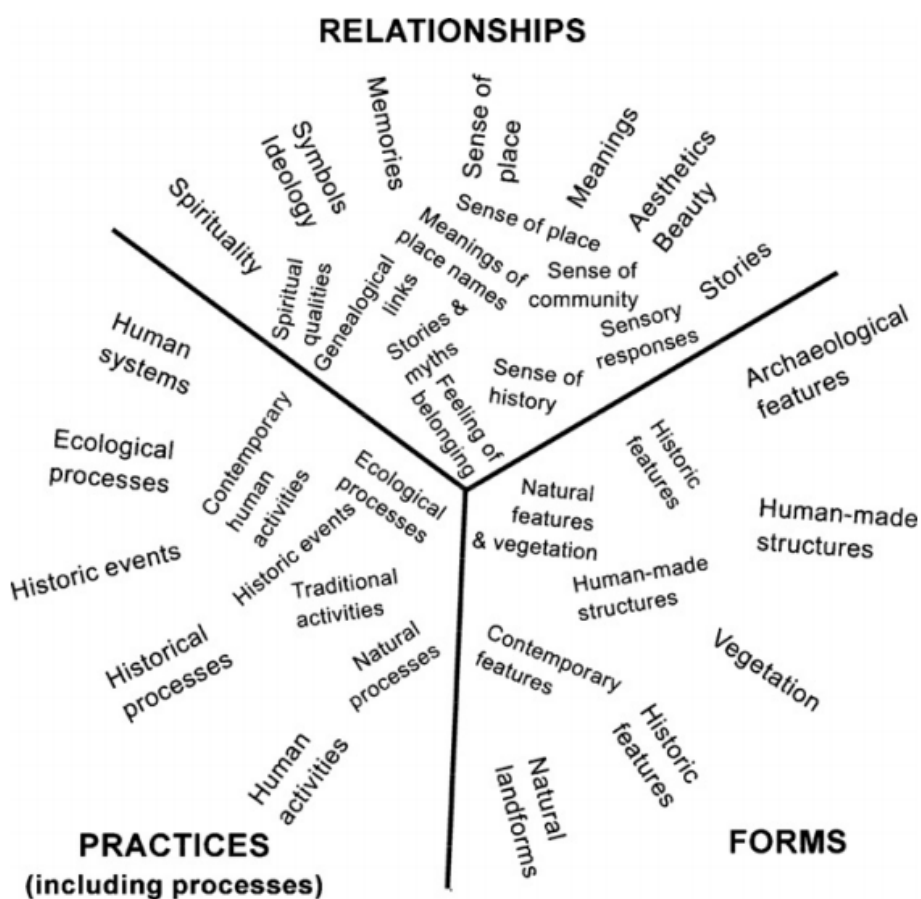 RELATIONSHIPS
Spirituality
Symbols
Ideology
Memories
Sense of
place
Meanings
Aesthetics
Beauty
Stories
Spiritual
qualities
Genealogical
links
Meanings of
place names
Sense of place
Sense of
community
Sensory
responses
Stories &
myths
Sense of
history
Feeling of
belonging
Human
systems
Ecological
processes
Historic events
Historical
processes
Human
activities
Contemporary
human
activities
Ecological
processes
Historic events
Traditional
activities
Natural
processes
PRACTICES
(including processes)
Archaeological
features
Historic
features
Natural
features
& vegetation
Human-made
structures
Human-made
structures
Contemporary
features
Vegetation
Historic
features
Natural
landforms
FORMS